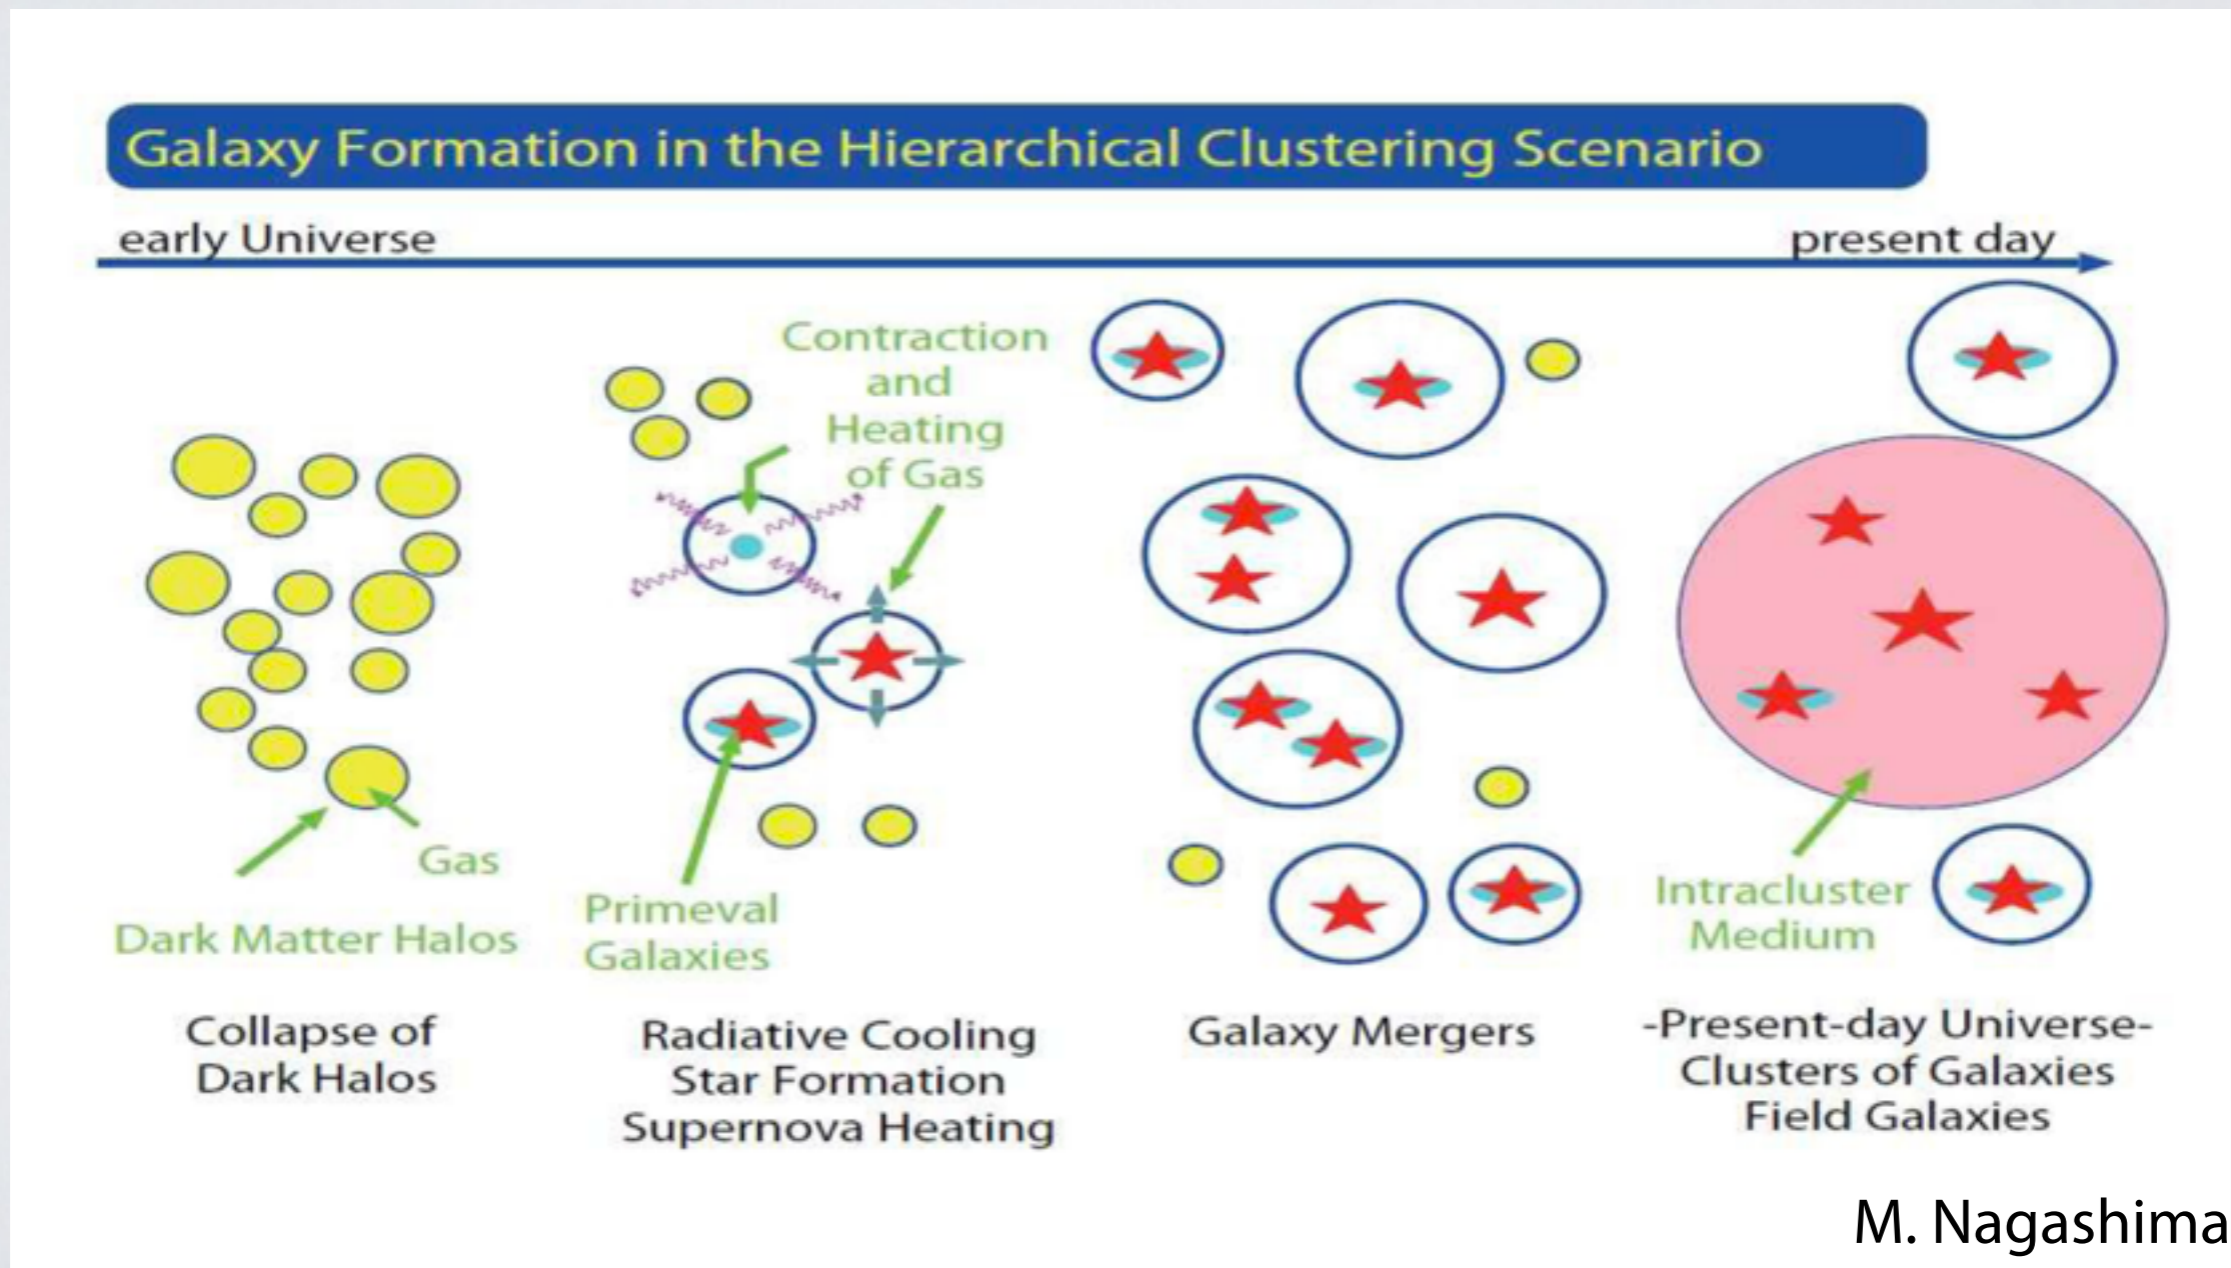 Galaxy Formation in the Hierarchical Clustering Scenario
early Universe
present day
Contraction
and
Heating
of Gas
Gas
Dark Matter Halos
Primeval
Galaxies
Intracluster
Medium
Collapse of
Dark Halos
Radiative Cooling
Star Formation
Supernova Heating
Galaxy Mergers
-Present-day Universe-
Clusters of Galaxies
Field Galaxies
M. Nagashima